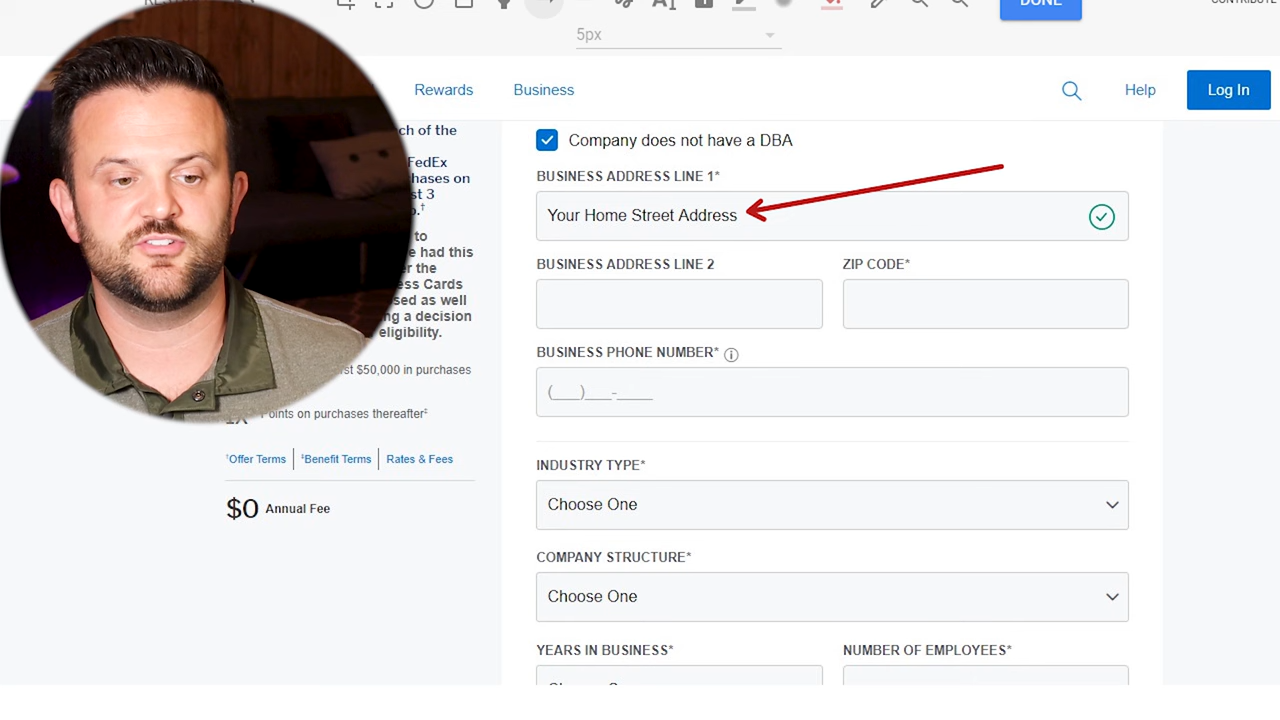 DONE
CONTRIBUTE
5px
Rewards
Business
Help
Log In
ch of the
FedEx
chases on
st 3
to
e had this
er the
ess Cards
sed as well
ng a decision
eligibility.
st $50,000 in purchases
1X Points on purchases thereafter‡
†Offer Terms
‡Benefit Terms
Rates & Fees
$0 Annual Fee
Company does not have a DBA
BUSINESS ADDRESS LINE 1*
Your Home Street Address
BUSINESS ADDRESS LINE 2
ZIP CODE*
BUSINESS PHONE NUMBER*
(___)___-____
INDUSTRY TYPE*
Choose One
COMPANY STRUCTURE*
Choose One
YEARS IN BUSINESS*
NUMBER OF EMPLOYEES*